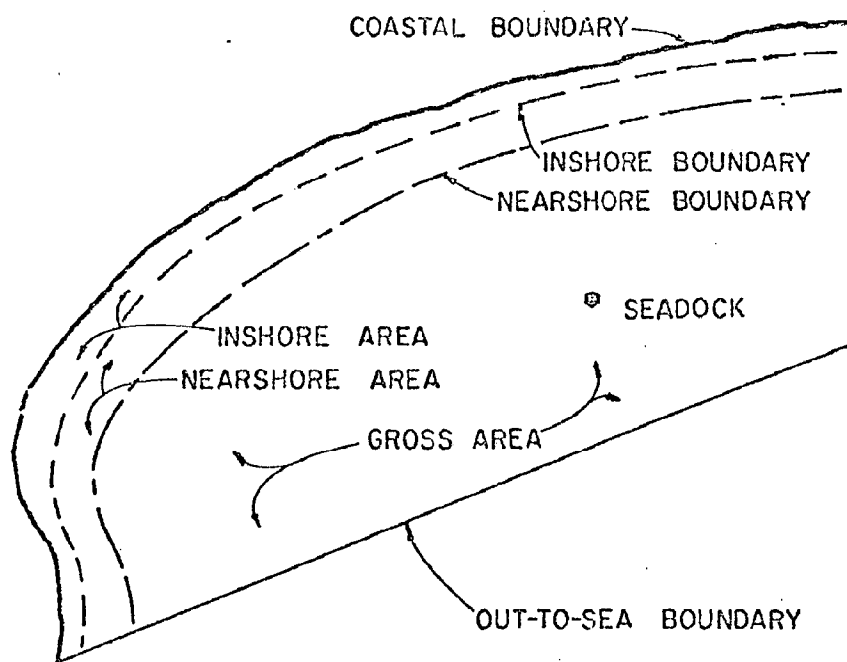 COASTAL BOUNDARY
INSHORE BOUNDARY
NEARSHORE BOUNDARY
SEADOCK
INSHORE AREA
NEARSHORE AREA
GROSS AREA
OUT-TO-SEA BOUNDARY